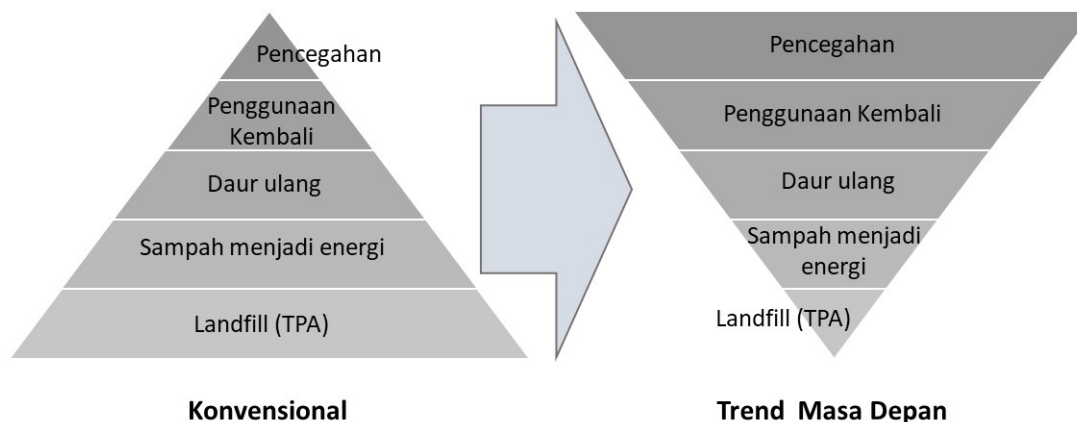 Pencegahan
Penggunaan
Kembali
Daur ulang
Sampah menjadi energi
Landfill (TPA)
Konvensional
Pencegahan
Penggunaan Kembali
Daur ulang
Sampah menjadi
energi
Landfill (TPA)
Trend Masa Depan